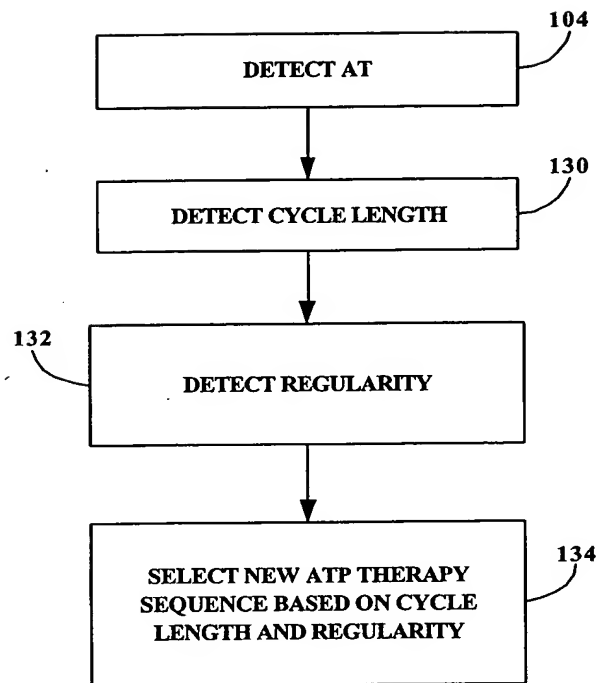 104
DETECT AT
130
DETECT CYCLE LENGTH
132
DETECT REGULARITY
134
SELECT NEW ATP THERAPY
SEQUENCE BASED ON CYCLE
LENGTH AND REGULARITY